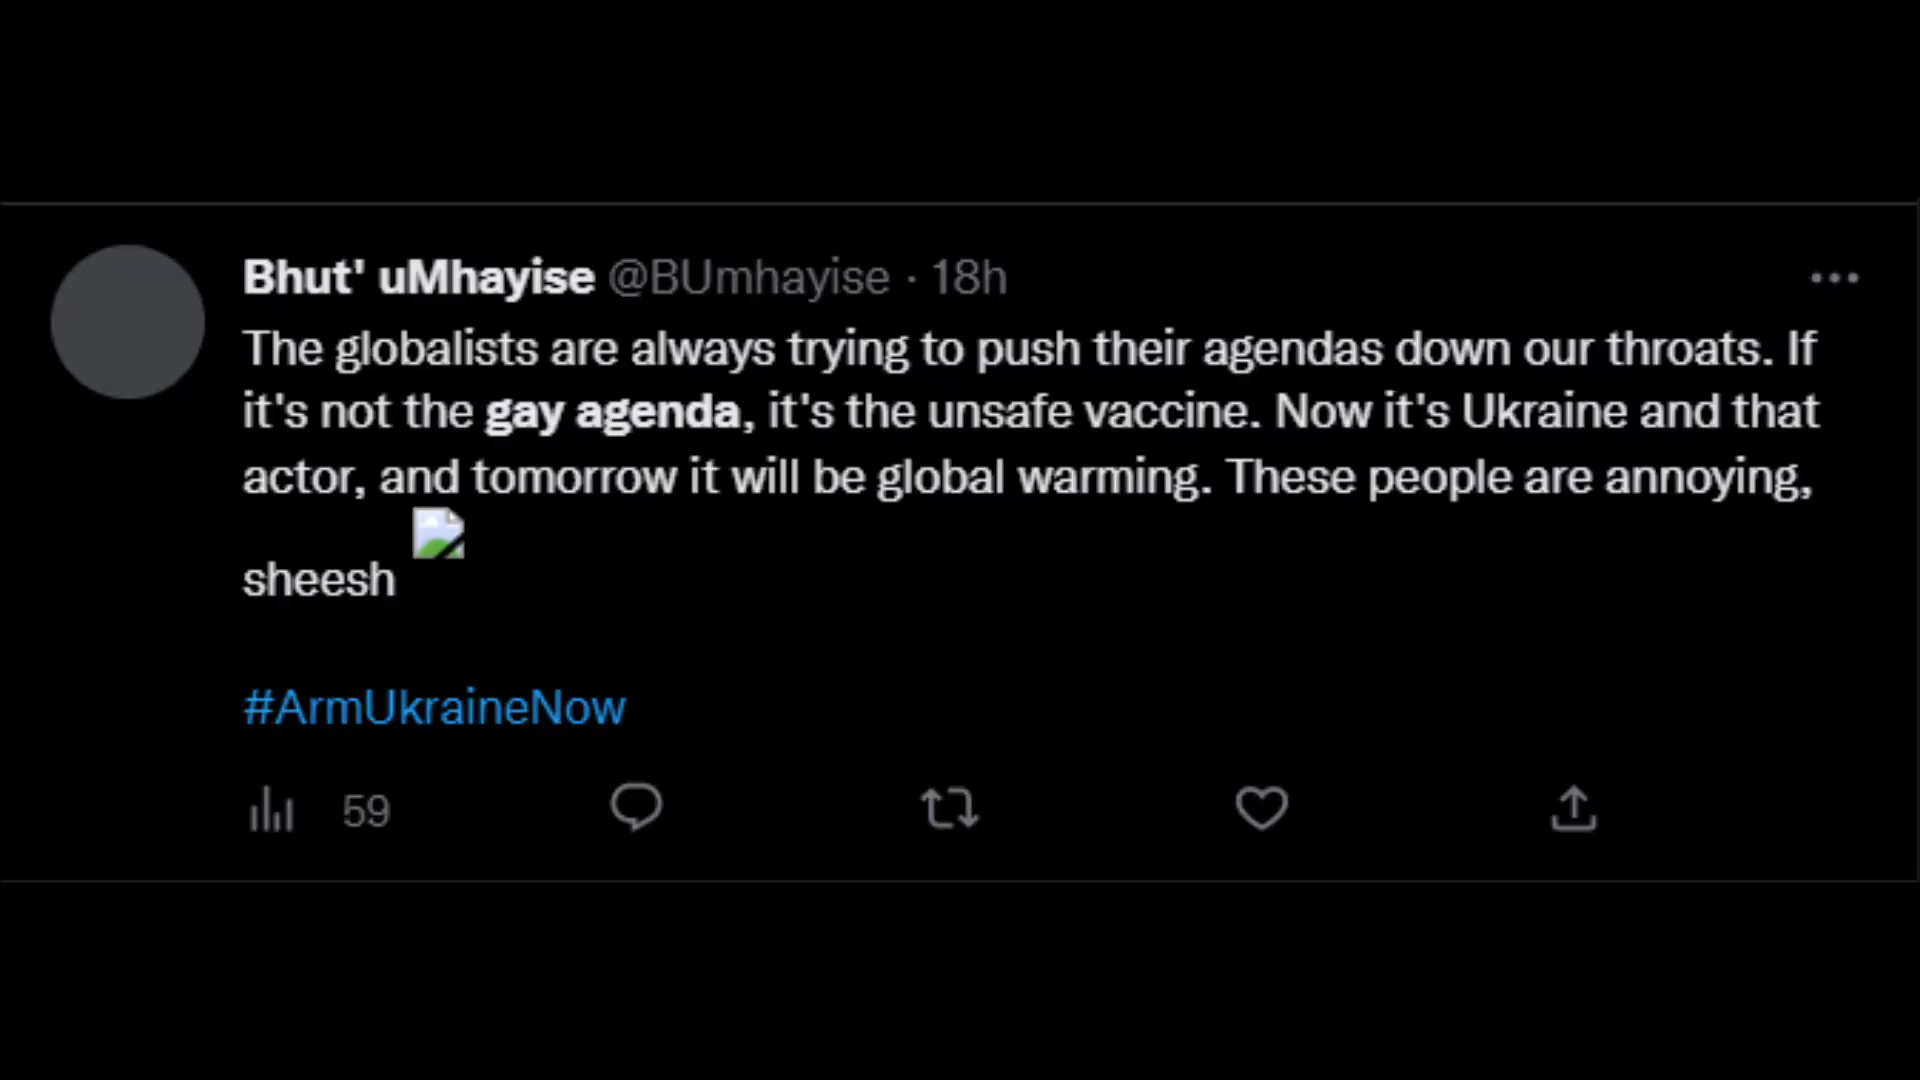 Bhut' uMhayise @BUmhayise · 18h
The globalists are always trying to push their agendas down our throats. If
it's not the gay agenda, it's the unsafe vaccine. Now it's Ukraine and that
actor, and tomorrow it will be global warming. These people are annoying,
sheesh
#ArmUkraineNow
59